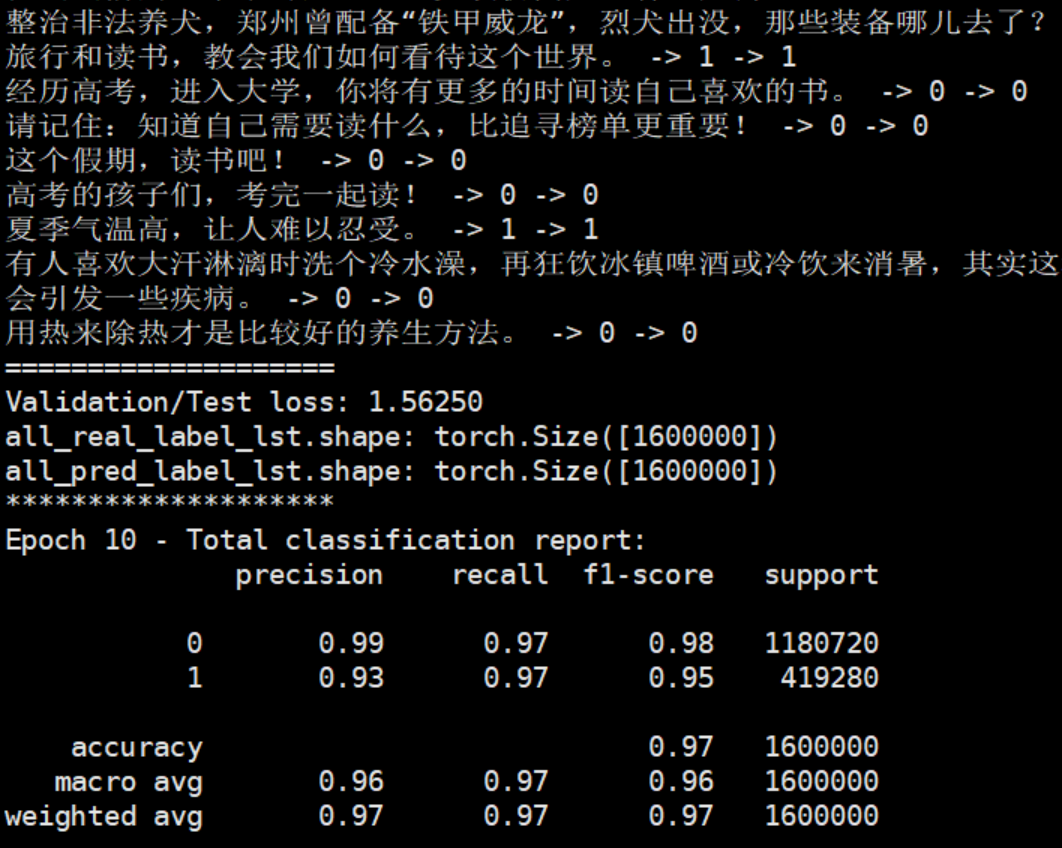 整治非法养犬，郑州曾配备“铁甲威龙”，烈犬出没，那些装备哪儿去了？
旅行和读书，教会我们如何看待这个世界。 -> 1 -> 1
经历高考，进入大学，你将有更多的时间读自己喜欢的书。 -> 0 -> 0
请记住：知道自己需要读什么，比追寻榜单更重要！ -> 0 -> 0
这个假期，读书吧！ -> 0 -> 0
高考的孩子们，考完一起读！ -> 0 -> 0
夏季气温高，让人难以忍受。 -> 1 -> 1
有人喜欢大汗淋漓时洗个冷水澡，再狂饮冰镇啤酒或冷饮来消暑，其实这
会引发一些疾病。 -> 0 -> 0
用热来除热才是比较好的养生方法。 -> 0 -> 0
====================
Validation/Test loss: 1.56250
all_real_label_lst.shape: torch.Size([1600000])
all_pred_label_lst.shape: torch.Size([1600000])
********************
Epoch 10 - Total classification report:
precision recall f1-score support
0 0.99 0.97 0.98 1180720
1 0.93 0.97 0.95 419280
accuracy 0.97 1600000
macro avg 0.96 0.97 0.96 1600000
weighted avg 0.97 0.97 0.97 1600000